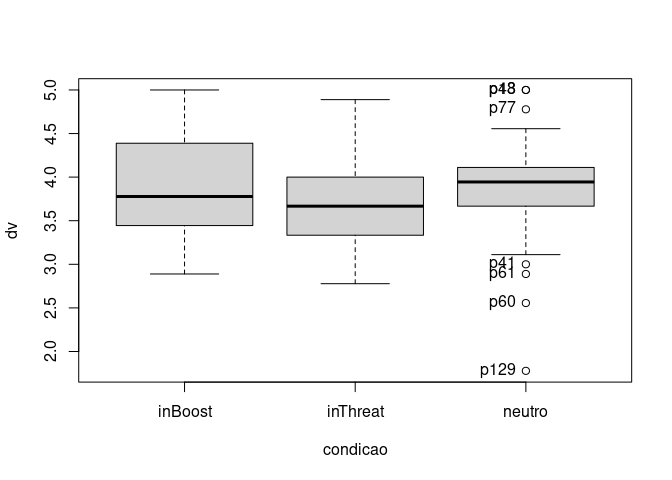 dv
5.0
4.5
4.0
3.5
3.0
2.5
2.0
p77
p41
p61
p60
p129
inBoost
inThreat
neutro
condicao